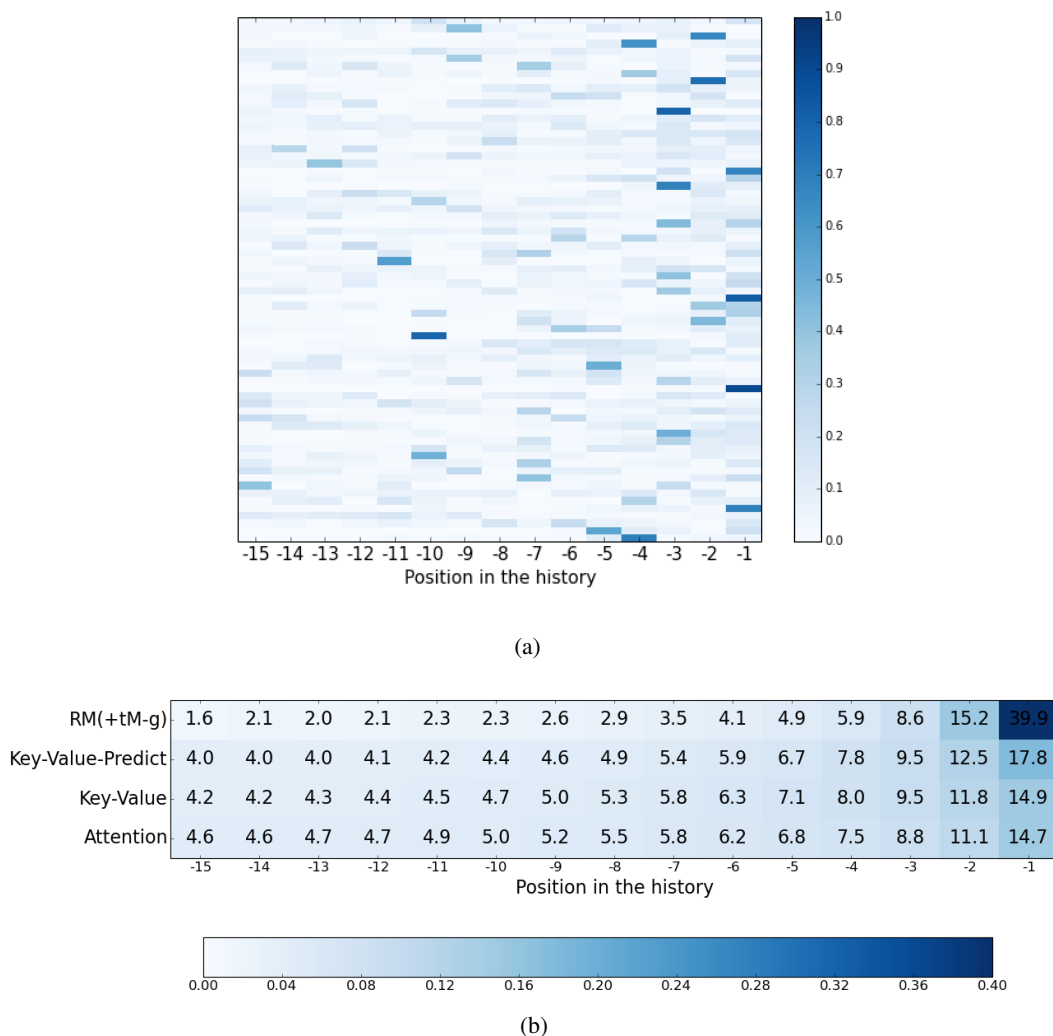 1.0
0.9
0.8
0.7
0.6
0.5
0.4
0.3
0.2
0.1
0.0
-15 -14 -13 -12 -11 -10 -9 -8 -7 -6 -5 -4 -3 -2 -1
Position in the history
(a)
RM(+tM-g) 1.6 2.1 2.0 2.1 2.3 2.3 2.6 2.9 3.5 4.1 4.9 5.9 8.6 15.2 39.9
Key-Value-Predict 4.0 4.0 4.0 4.1 4.2 4.4 4.6 4.9 5.4 5.9 6.7 7.8 9.5 12.5 17.8
Key-Value 4.2 4.2 4.3 4.4 4.5 4.7 5.0 5.3 5.8 6.3 7.1 8.0 9.5 11.8 14.9
Attention 4.6 4.6 4.7 4.7 4.9 5.0 5.2 5.5 5.8 6.2 6.8 7.5 8.8 11.1 14.7
-15 -14 -13 -12 -11 -10 -9 -8 -7 -6 -5 -4 -3 -2 -1
Position in the history
0.00 0.04 0.08 0.12 0.16 0.20 0.24 0.28 0.32 0.36 0.40
(b)